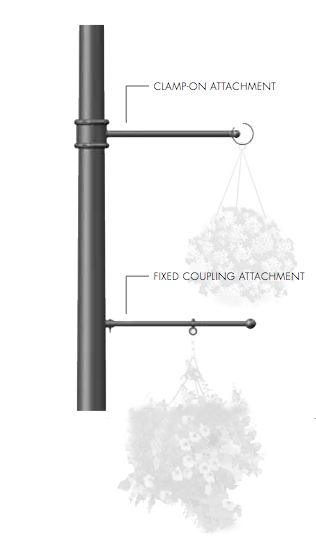 CLAMP-ON ATTACHMENT
FIXED COUPLING ATTACHMENT